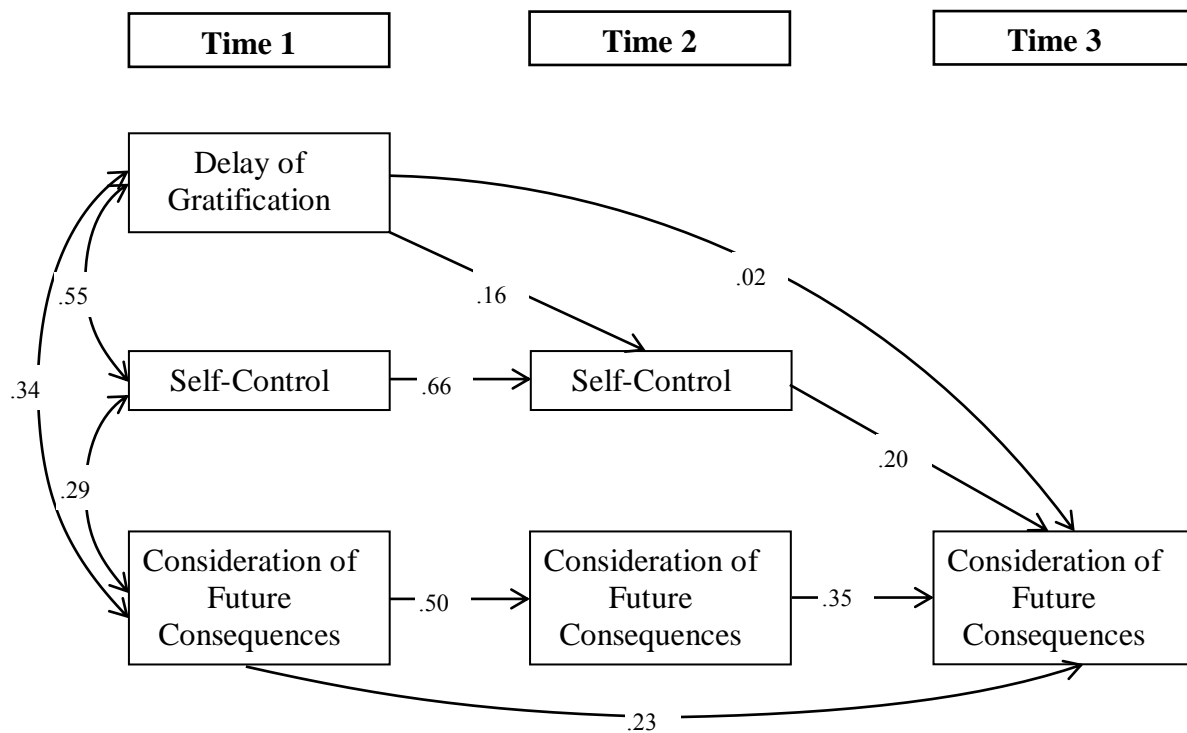 Time 1
Time 2
Time 3
Delay of
Gratification
.02
.16
.55
.34
Self-Control
.66
Self-Control
.20
.29
Consideration of
Future
Consequences
.50
Consideration of
Future
Consequences
.35
Consideration of
Future
Consequences
.23